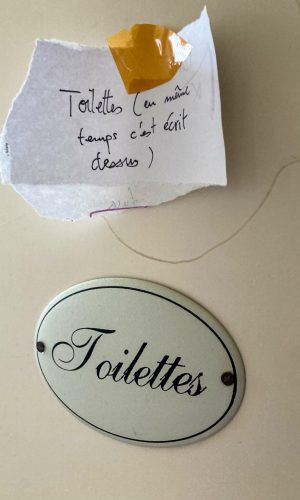 Toilettes (en même
temps c'est écrit
dessus)
Toilettes